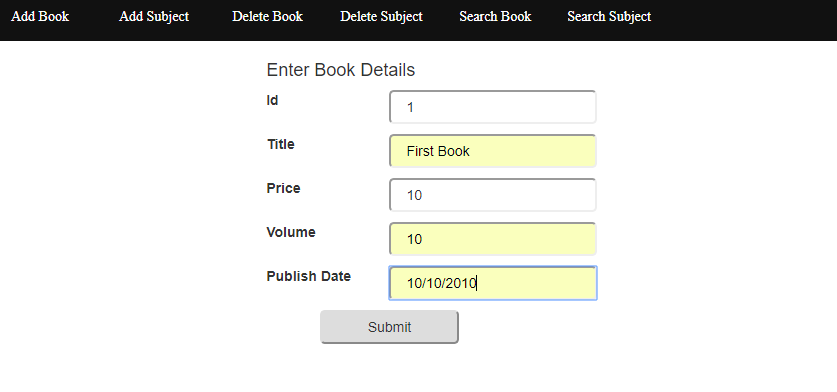 Add Book Add Subject Delete Book Delete Subject Search Book Search Subject
Enter Book Details
Id 1
Title First Book
Price 10
Volume 10
Publish Date 10/10/2010
Submit